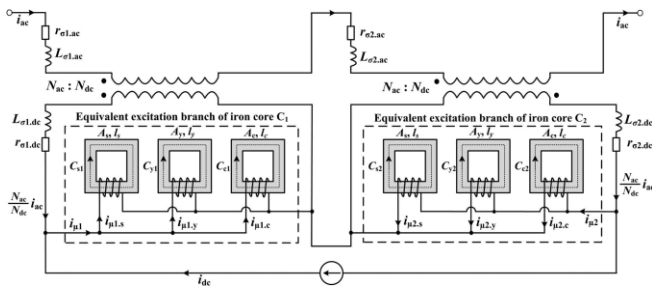 i_ac
r_σ1.ac
L_σ1.ac
N_ac : N_dc
L_σ1.dc
r_σ1.dc
Equivalent excitation branch of iron core C_1
A_s, l_s
A_y, l_y
A_c, l_c
C_s1
C_y1
C_c1
N_ac/N_dc i_ac
i_μ1
i_μ1.s
i_μ1.y
i_μ1.c
r_σ2.ac
L_σ2.ac
i_ac
N_ac : N_dc
L_σ2.dc
r_σ2.dc
Equivalent excitation branch of iron core C_2
A_s, l_s
A_y, l_y
A_c, l_c
C_s2
C_y2
C_c2
N_ac/N_dc i_ac
i_μ2
i_μ2.s
i_μ2.y
i_μ2.c
i_dc